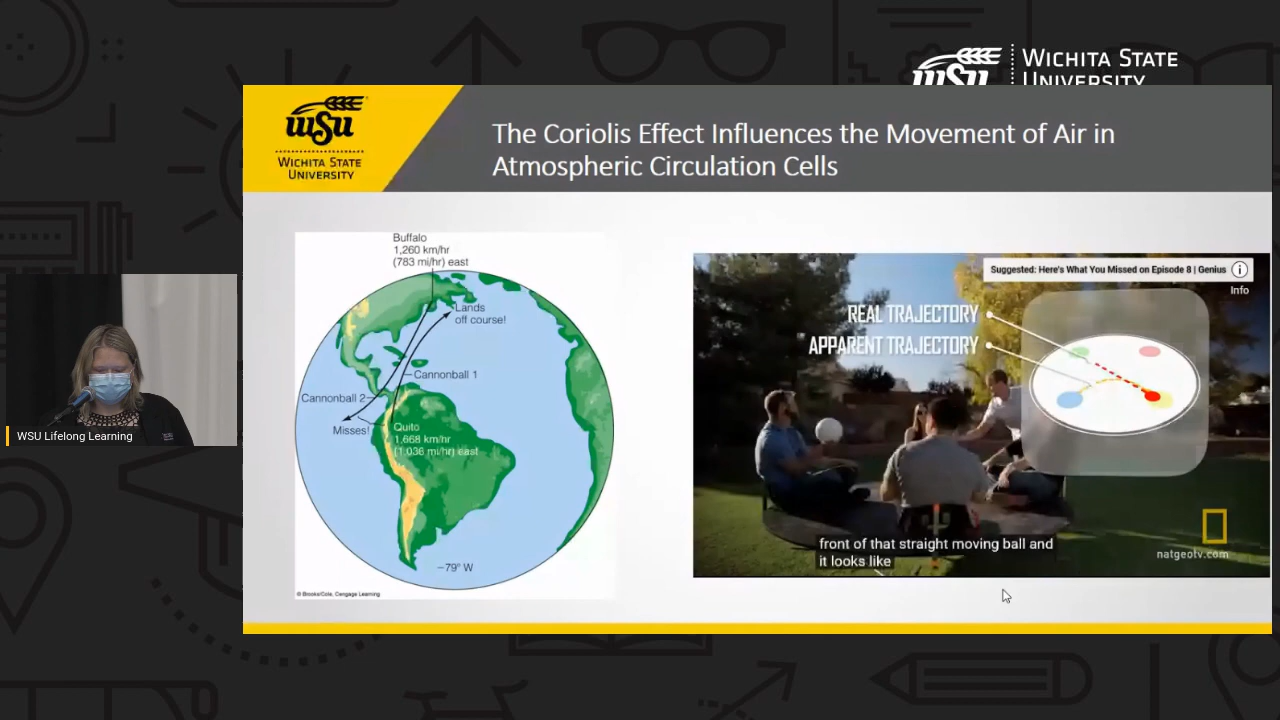 WSU
WICHITA STATE
UNIVERSITY
WSU
WICHITA STATE
UNIVERSITY
The Coriolis Effect Influences the Movement of Air in
Atmospheric Circulation Cells
Buffalo
1,260 km/hr
(783 mi/hr) east
Lands
off course!
Cannonball 1
Cannonball 2
Misses!
Quito
1,668 km/hr
(1,036 mi/hr) east
–79° W
© Brooks/Cole, Cengage Learning
Suggested: Here's What You Missed on Episode 8 | Genius
i
Info
REAL TRAJECTORY
APPARENT TRAJECTORY
front of that straight moving ball and
it looks like
natgeotv.com
WSU Lifelong Learning